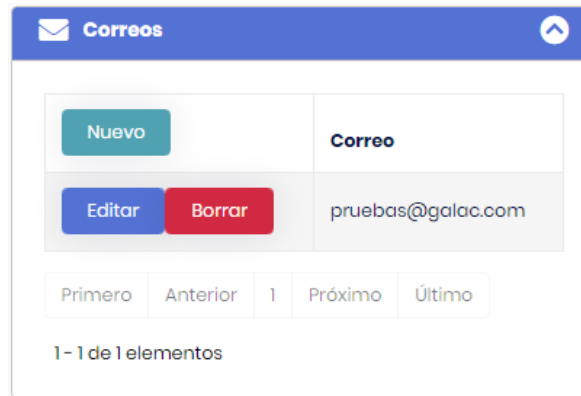 Correos
Nuevo Correo
Editar Borrar pruebas@galac.com
Primero Anterior 1 Próximo Último
1 - 1 de 1 elementos